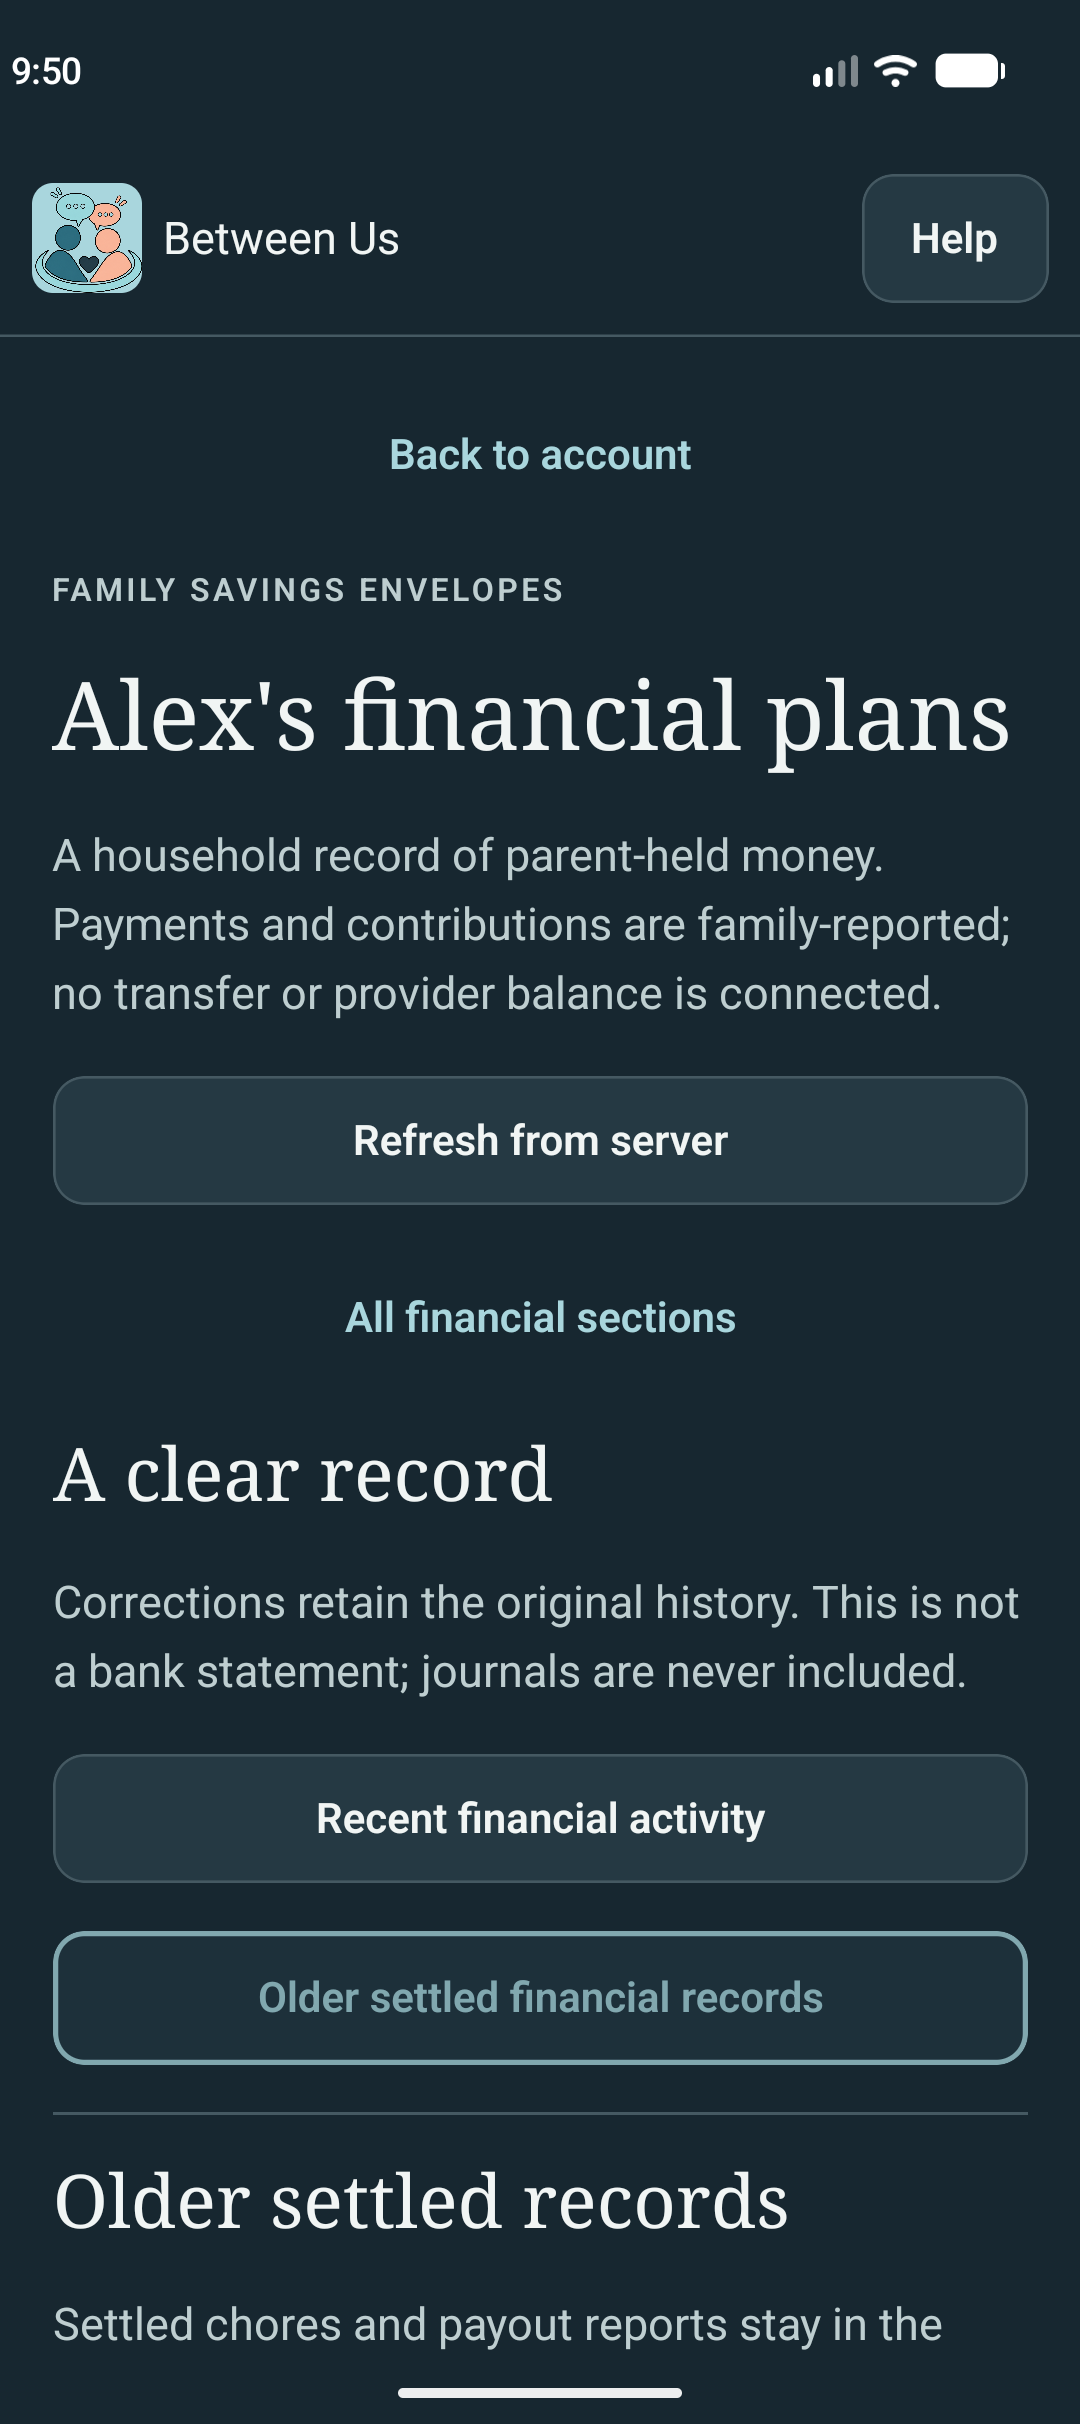 9:50
Between Us
Help
Back to account
FAMILY SAVINGS ENVELOPES
Alex's financial plans
A household record of parent-held money.
Payments and contributions are family-reported;
no transfer or provider balance is connected.
Refresh from server
All financial sections
A clear record
Corrections retain the original history. This is not
a bank statement; journals are never included.
Recent financial activity
Older settled financial records
Older settled records
Settled chores and payout reports stay in the